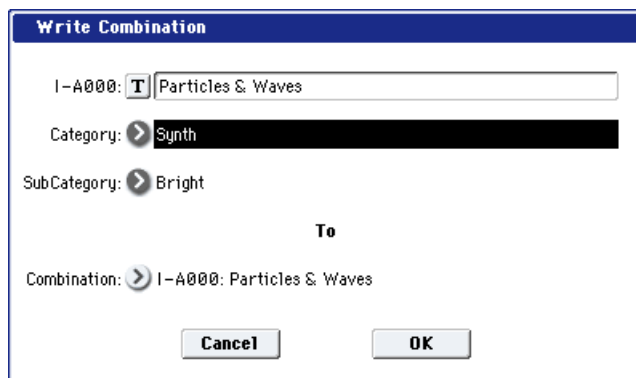 Write Combination
I-A000: T Particles & Waves
Category: Synth
SubCategory: Bright
To
Combination: I-A000: Particles & Waves
Cancel OK